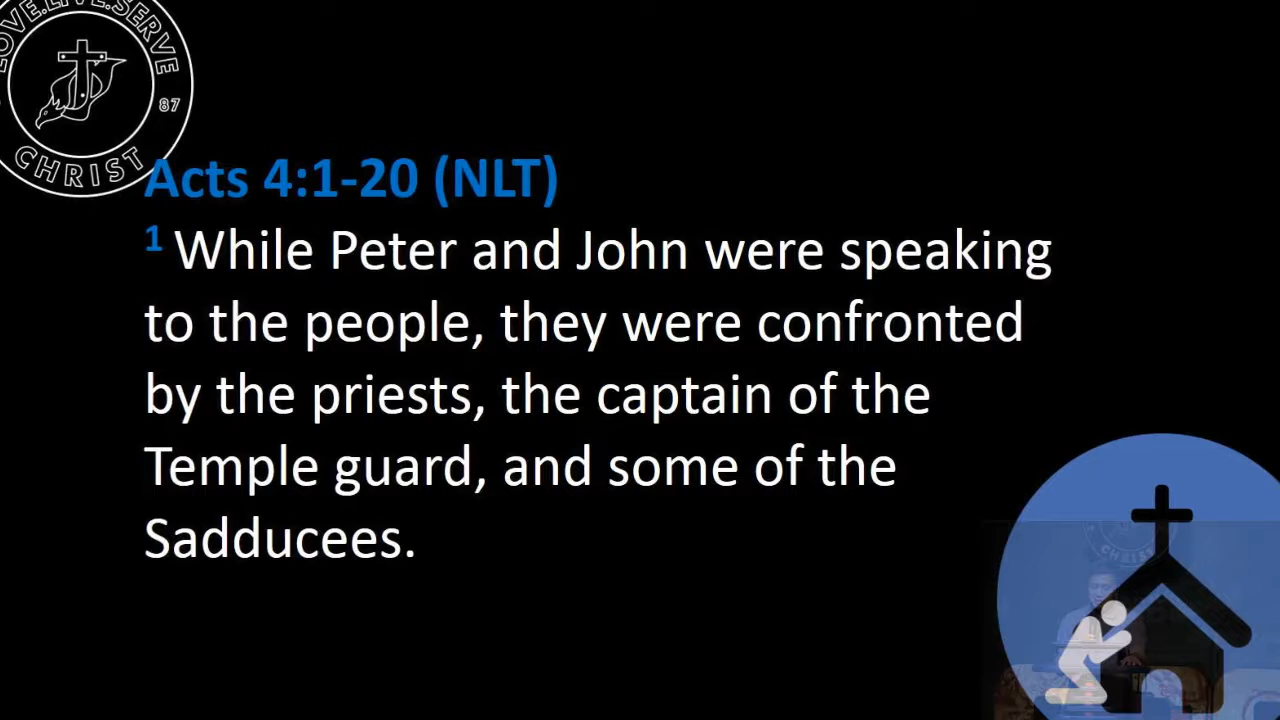 LOVE.LIVE.SERVE
87
CHRIST
Acts 4:1-20 (NLT)
1 While Peter and John were speaking
to the people, they were confronted
by the priests, the captain of the
Temple guard, and some of the
Sadducees.
CHRIST